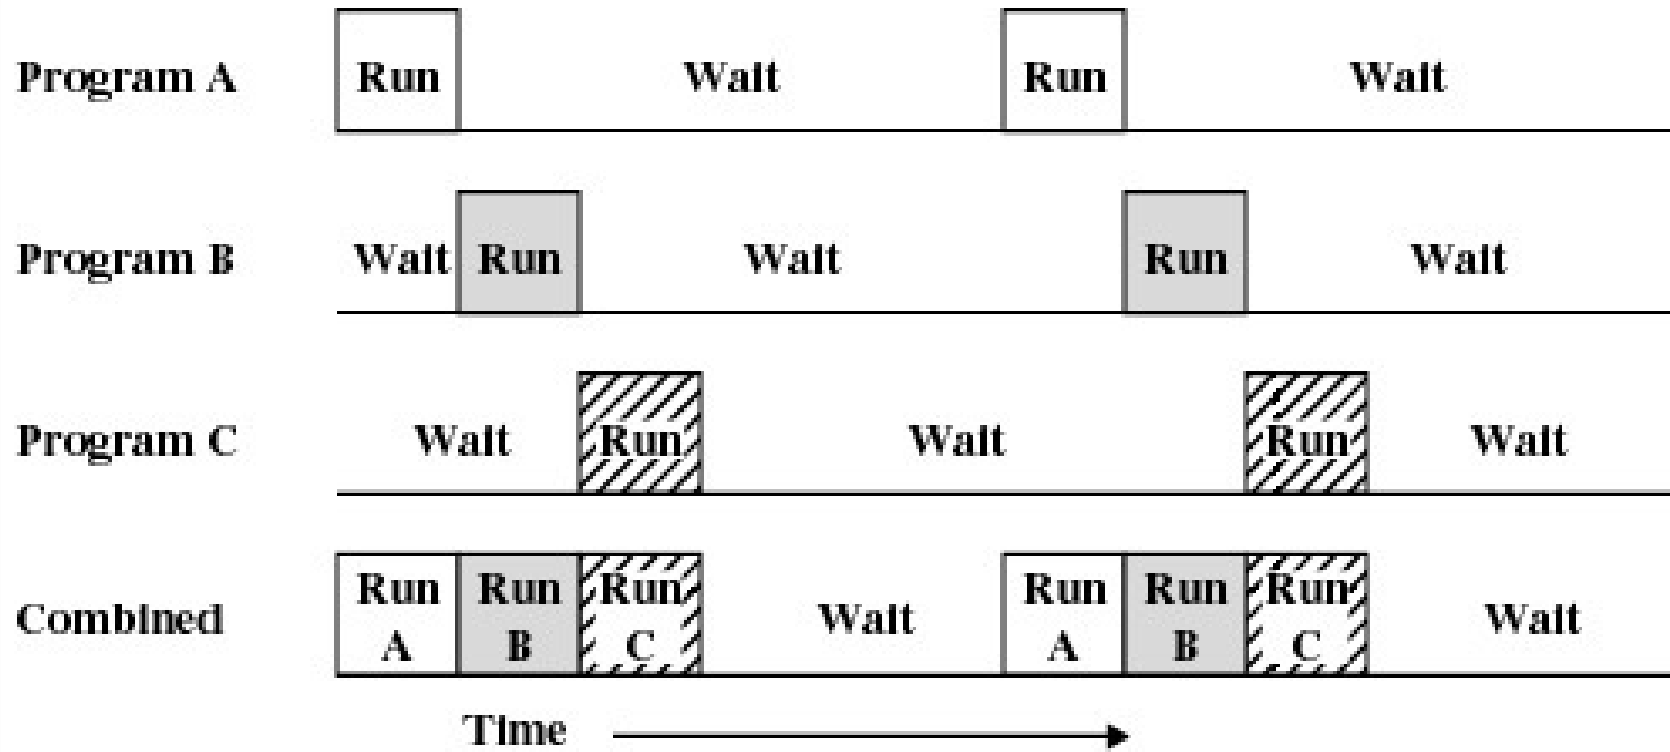 Program A Run Wait Run Wait
Program B Wait Run Wait Run Wait
Program C Wait Run Wait Run Wait
Combined Run A Run B Run C Wait Run A Run B Run C Wait
Time